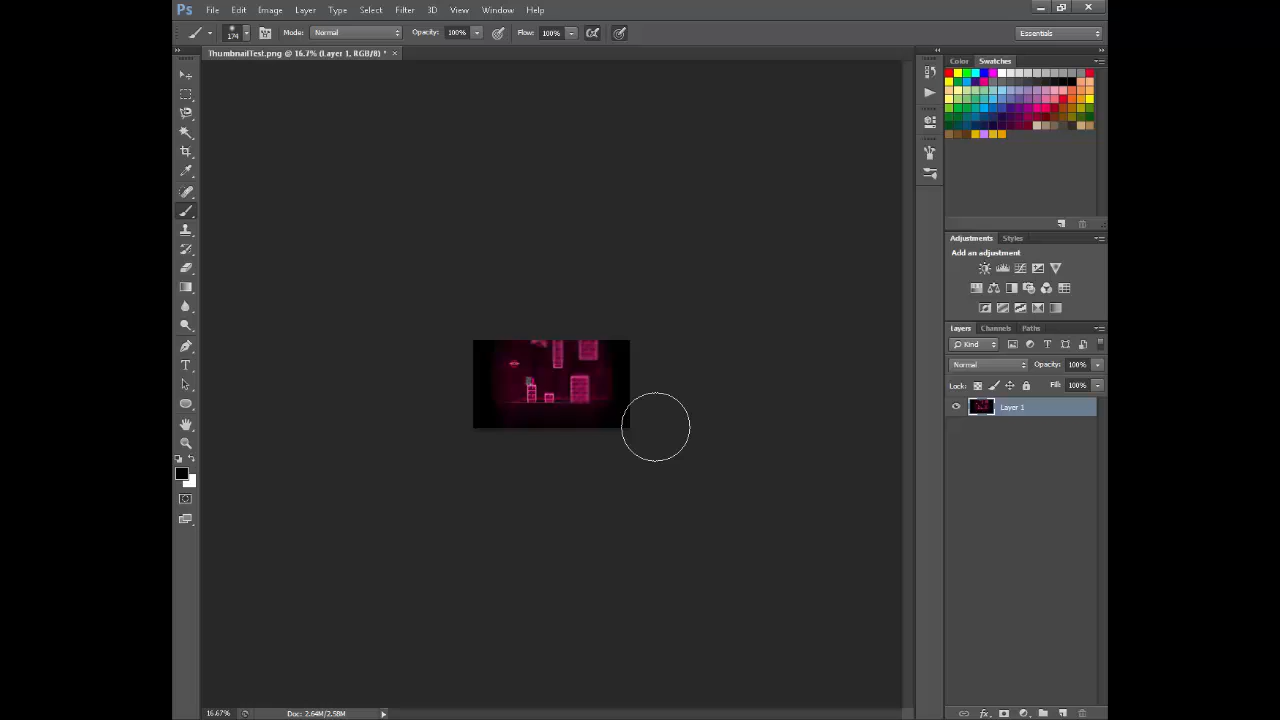 Ps File Edit Image Layer Type Select Filter 3D View Window Help
174 Mode: Normal Opacity: 100% Flow: 100% Essentials
ThumbnailTest.png @ 16.7% (Layer 1, RGB/8) *
Color Swatches
Adjustments Styles
Add an adjustment
Layers Channels Paths
Kind
Normal Opacity: 100%
Lock: Fill: 100%
Layer 1
16.67% Doc: 2.64M/2.58M
fx